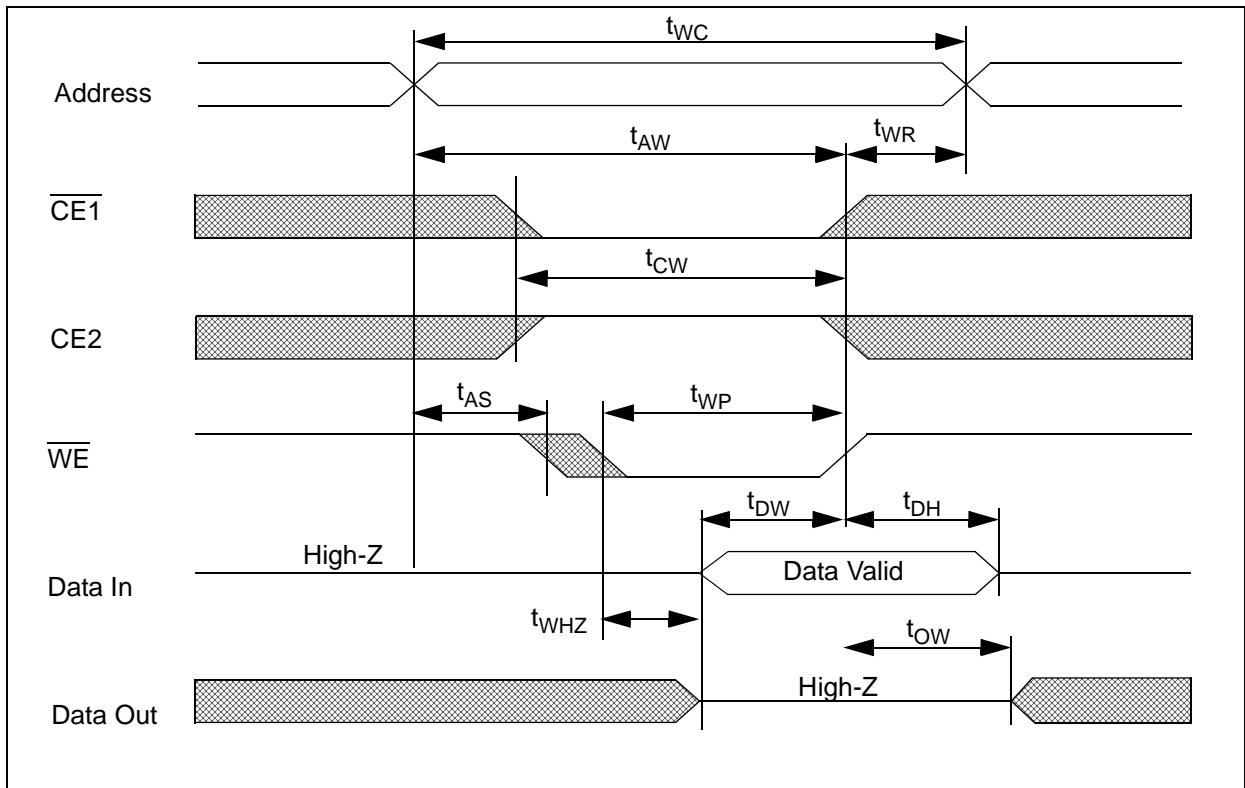 tWC
Address
tAW
tWR
CE1
tCW
CE2
tAS
tWP
WE
tDW
tDH
High-Z
Data Valid
Data In
tWHZ
tOW
High-Z
Data Out